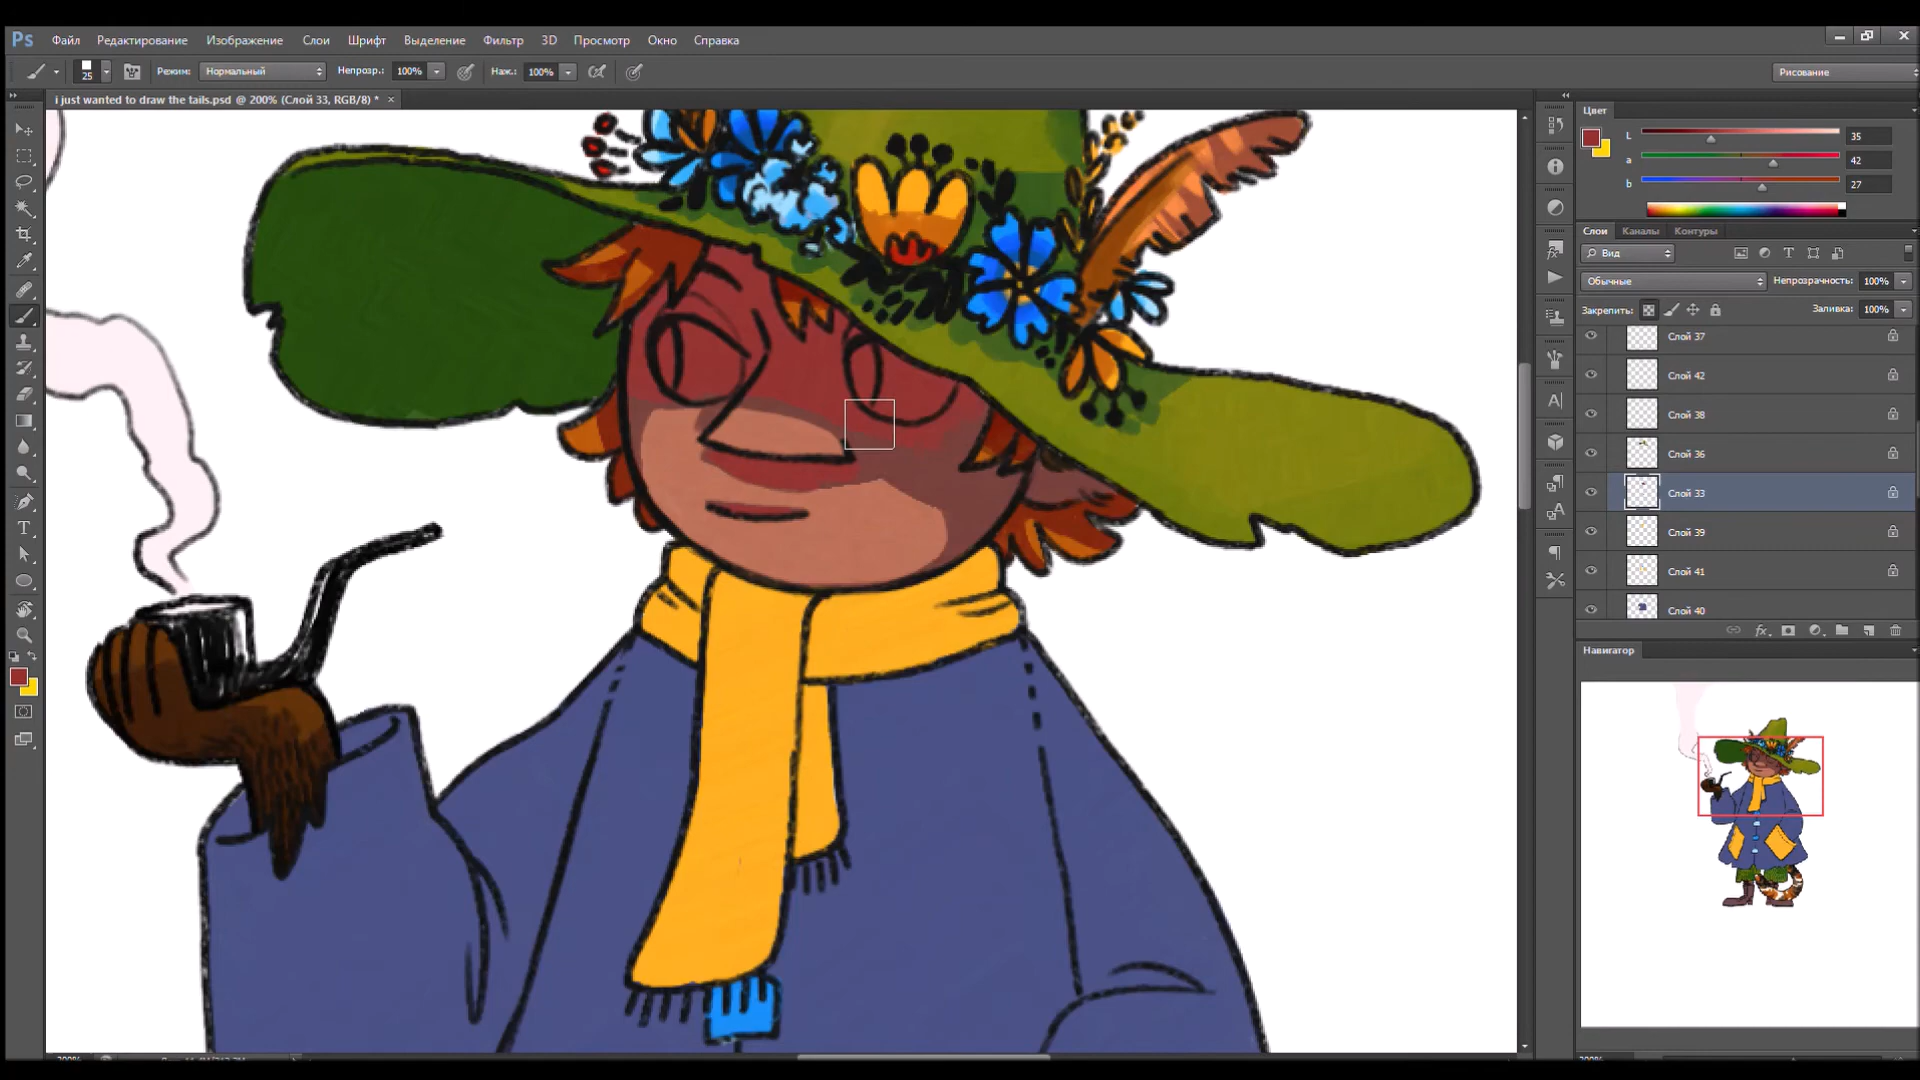 Ps Файл Редактирование Изображение Слои Шрифт Выделение Фильтр 3D Просмотр Окно Справка
25 Режим: Нормальный Непрозр.: 100% Наж.: 100% Рисование
i just wanted to draw the tails.psd @ 200% (Слой 33, RGB/8) * ×
Цвет
L 35
a 42
b 27
Слои Каналы Контуры
Вид
Обычные Непрозрачность: 100%
Закрепить: Заливка: 100%
Слой 37
Слой 42
Слой 38
Слой 36
Слой 33
Слой 39
Слой 41
Слой 40
fx
Навигатор